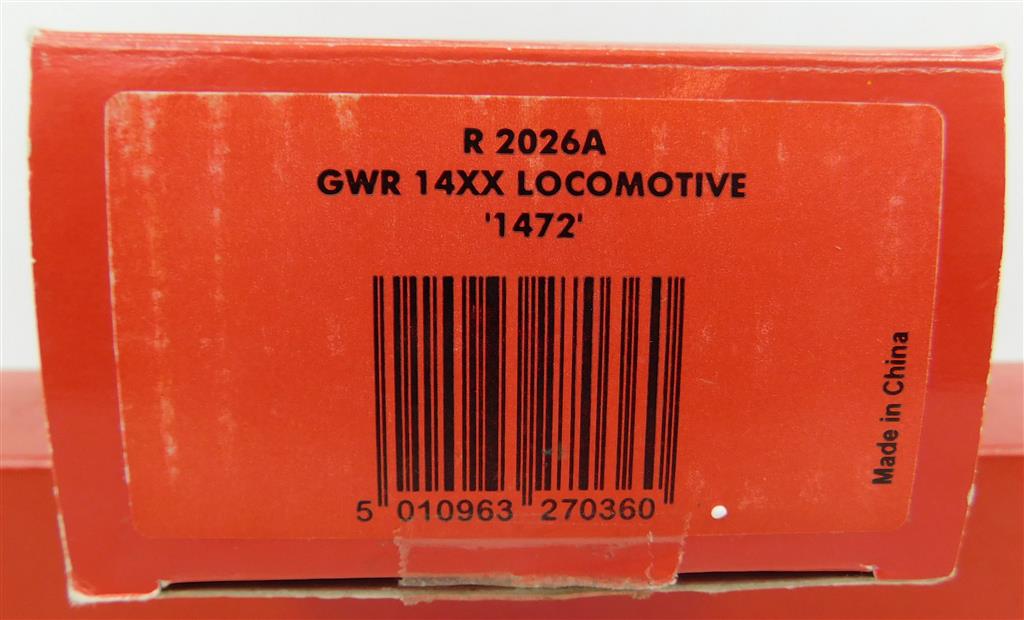 R 2026A
GWR 14XX LOCOMOTIVE
'1472'
5 010963 270360
Made in China